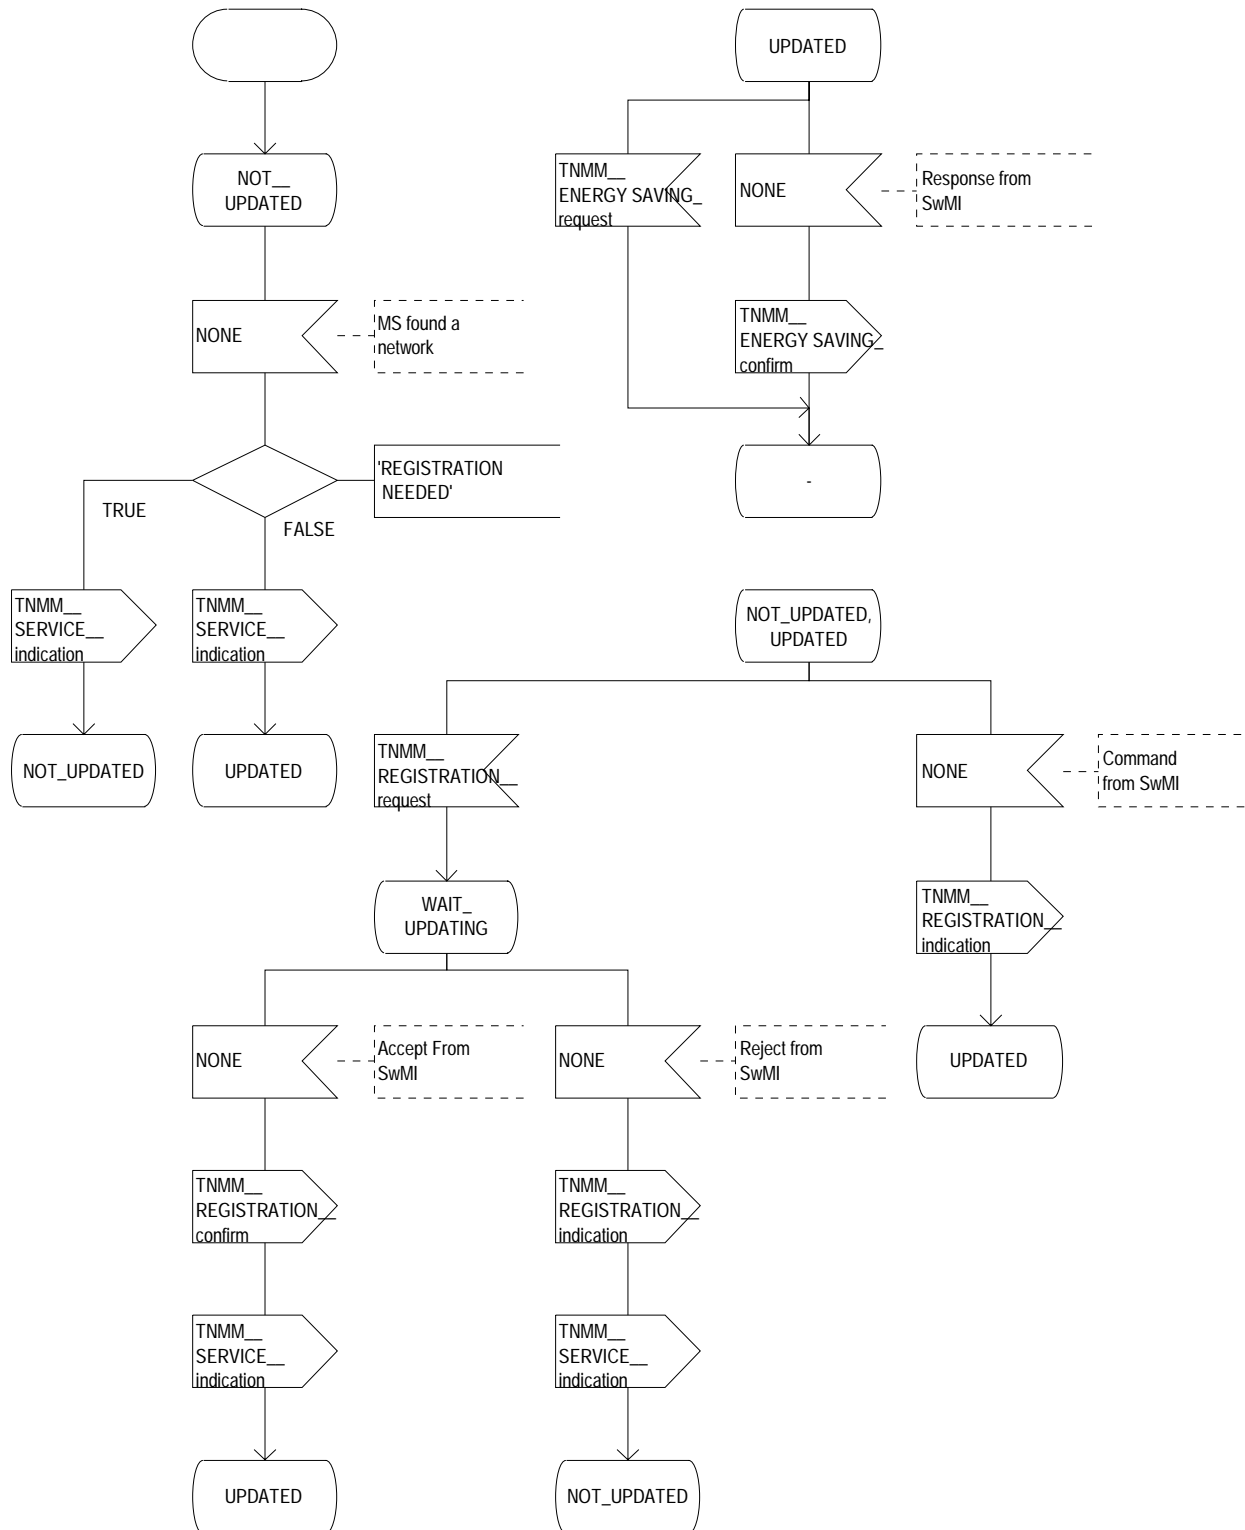 NOT__
UPDATED
NONE
MS found a
network
'REGISTRATION
NEEDED'
TRUE
FALSE
TNMM__
SERVICE__
indication
TNMM__
SERVICE__
indication
NOT_UPDATED
UPDATED
UPDATED
TNMM__
ENERGY SAVING_
request
NONE
Response from
SwMI
TNMM__
ENERGY SAVING_
confirm
-
NOT_UPDATED,
UPDATED
TNMM__
REGISTRATION__
request
NONE
Command
from SwMI
WAIT_
UPDATING
TNMM__
REGISTRATION__
indication
UPDATED
NONE
Accept From
SwMI
NONE
Reject from
SwMI
TNMM__
REGISTRATION__
confirm
TNMM__
REGISTRATION__
indication
TNMM__
SERVICE__
indication
TNMM__
SERVICE__
indication
UPDATED
NOT_UPDATED